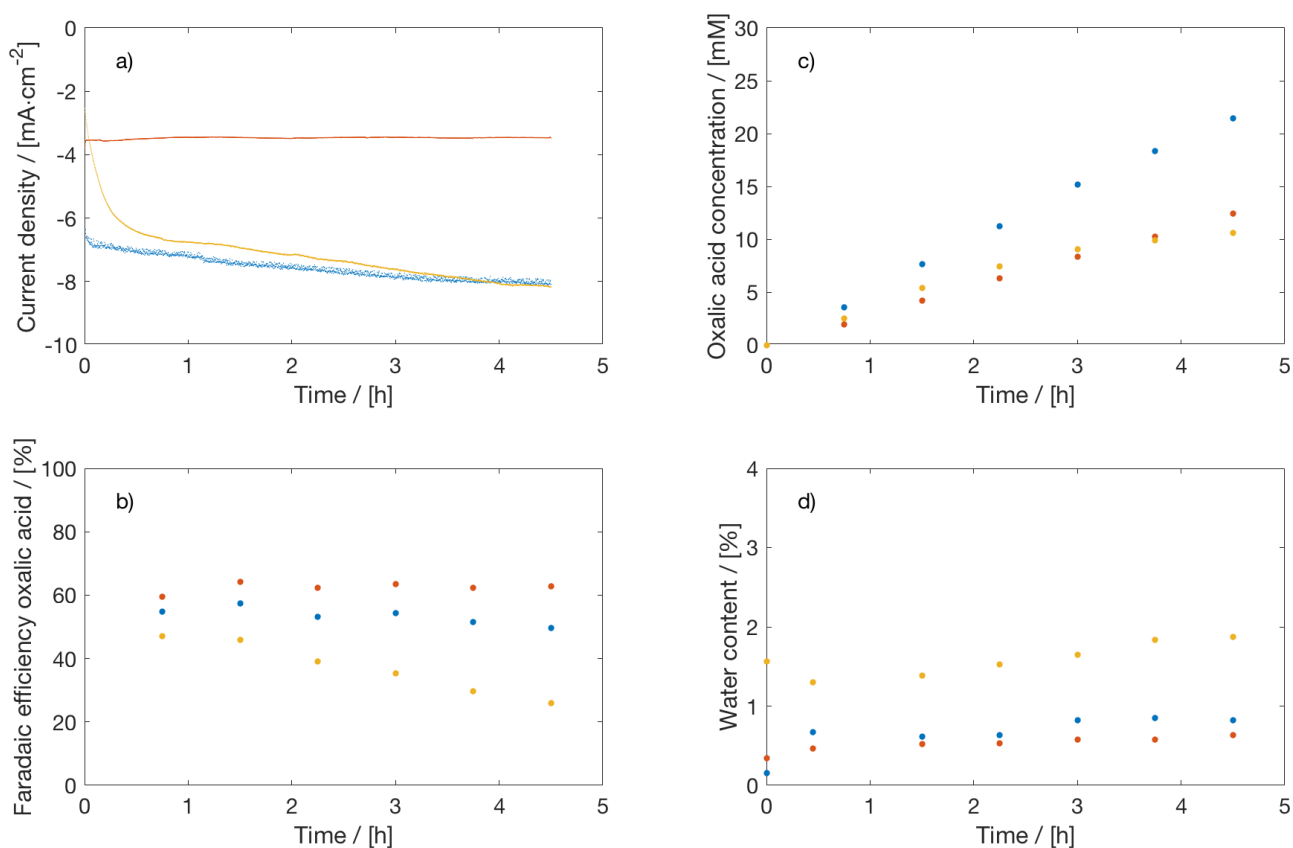 a)
Current density / [mA·cm-2]
-0
-2
-4
-6
-8
-10
0 1 2 3 4 5
Time / [h]
c)
Oxalic acid concentration / [mM]
30
25
20
15
10
5
0
0 1 2 3 4 5
Time / [h]
b)
Faradaic efficiency oxalic acid / [%]
100
80
60
40
20
0
0 1 2 3 4 5
Time / [h]
d)
Water content / [%]
4
3
2
1
0
0 1 2 3 4 5
Time / [h]